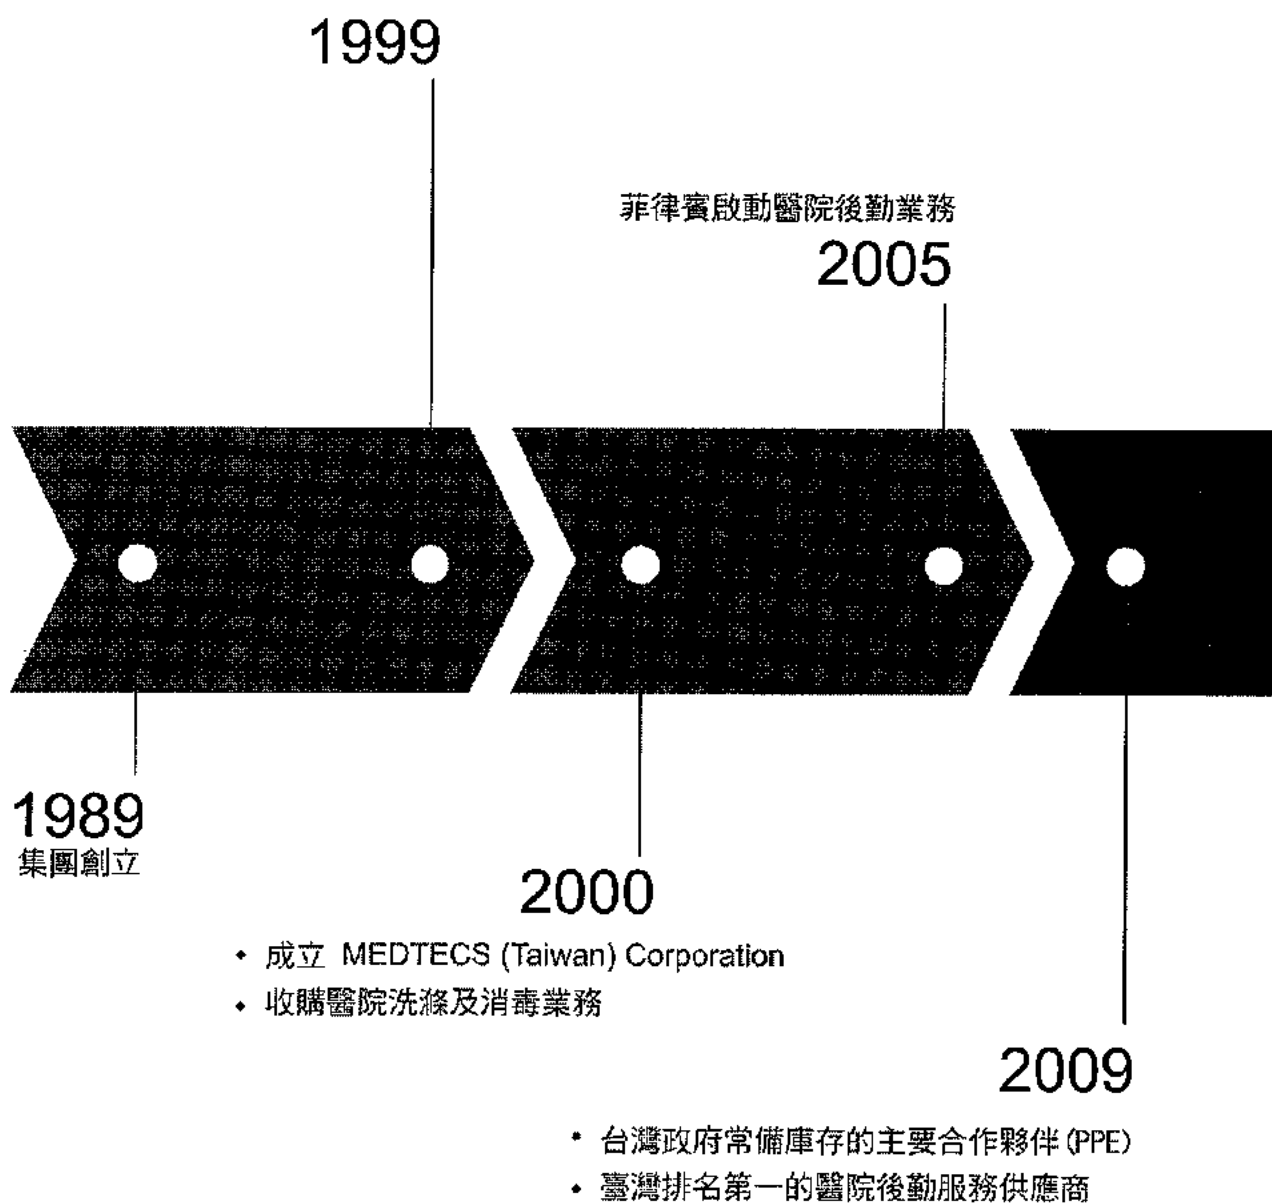 1999
菲律賓啟動醫院後勤業務
2005
1989
集團創立
2000
• 成立 MEDTECS (Taiwan) Corporation
• 收購醫院洗滌及消毒業務
2009
• 台灣政府常備庫存的主要合作夥伴(PPE)
• 臺灣排名第一的醫院後勤服務供應商